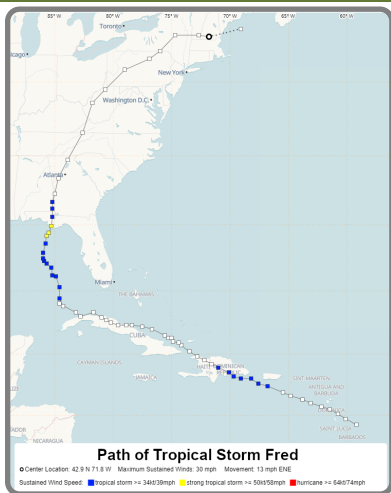 Toronto
icago
85°W
80°W
75°W
70°W
65°W
60°W
New York
Washington D.C.
Atlanta
Miami
THE BAHAMAS
CUBA
CAYMAN ISLANDS
HAITI
DOMINICAN
JAMAICA
SINT MAARTEN
ANTIGUA AND
BARBUDA
SAINT LUCIA
BARBADOS
NICARAGUA
Path of Tropical Storm Fred
Center Location: 42.9 N 71.8 W Maximum Sustained Winds: 30 mph Movement: 13 mph ENE
Sustained Wind Speed: tropical storm >= 34kt/39mph strong tropical storm >= 50kt/58mph hurricane >= 64kt/74mph